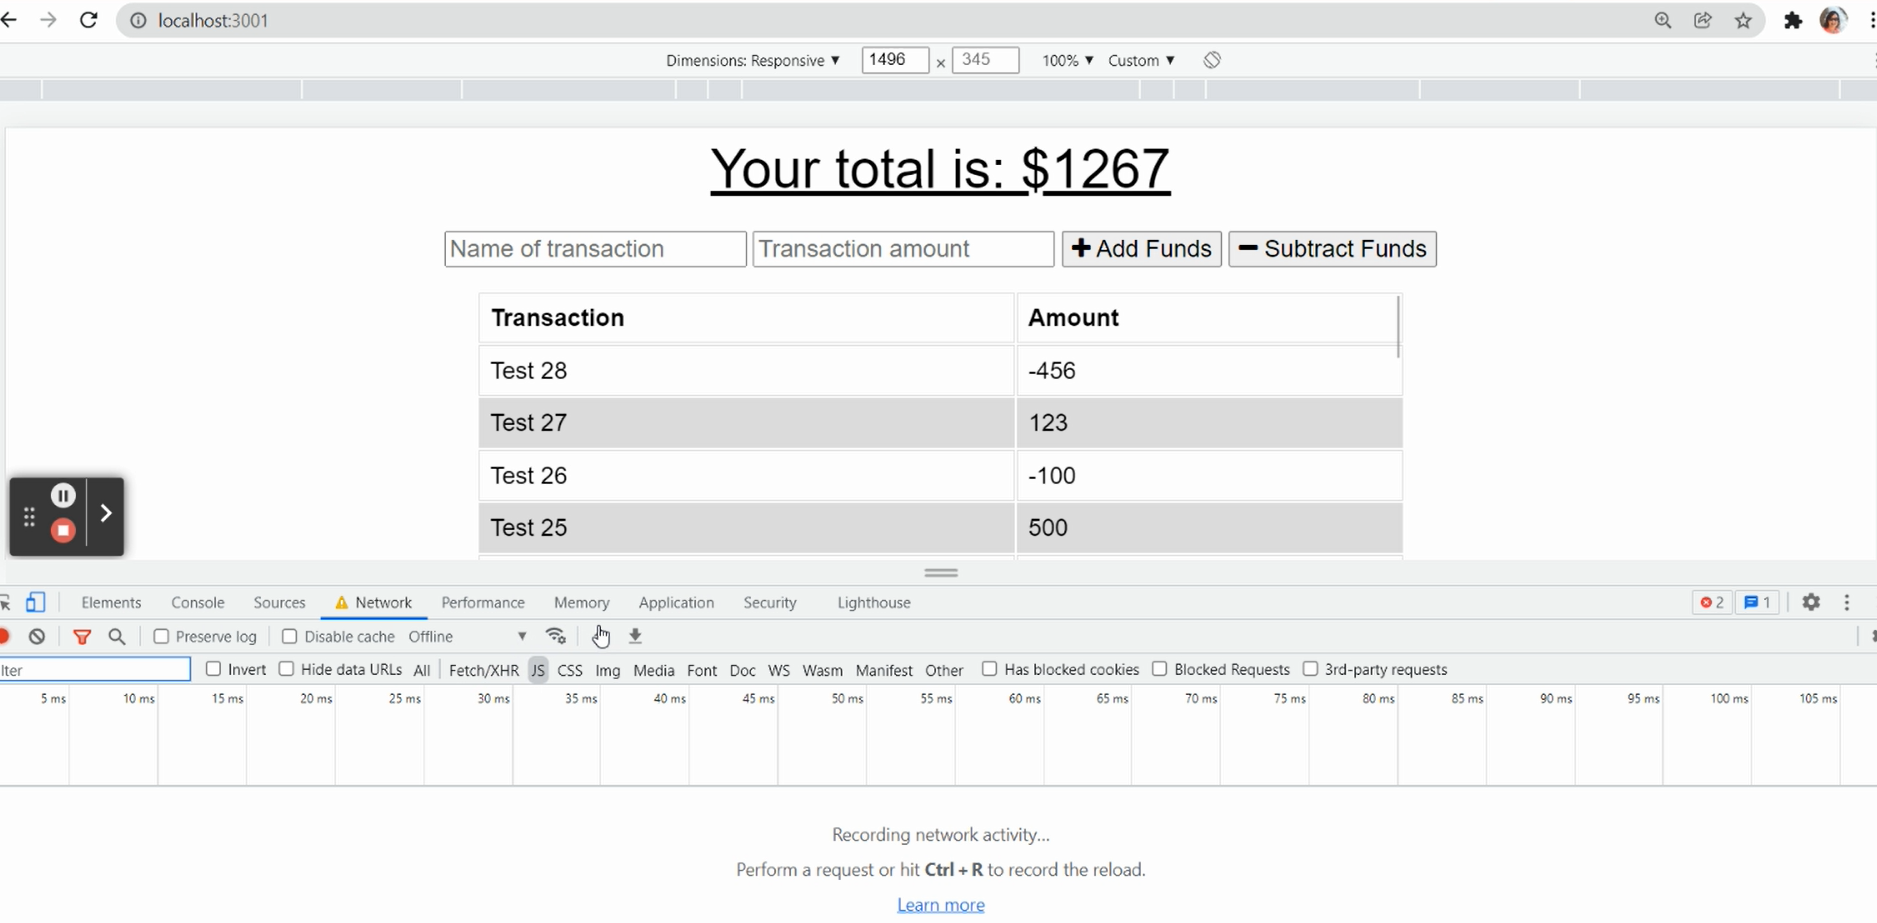 localhost:3001
Dimensions: Responsive ▼ 1496 × 345 100% ▼ Custom ▼
Your total is: $1267
Name of transaction Transaction amount + Add Funds − Subtract Funds
Transaction Amount
Test 28 -456
Test 27 123
Test 26 -100
Test 25 500
Elements Console Sources Network Performance Memory Application Security Lighthouse 2 1
Preserve log Disable cache Offline ▼
lter Invert Hide data URLs All Fetch/XHR JS CSS Img Media Font Doc WS Wasm Manifest Other Has blocked cookies Blocked Requests 3rd-party requests
5 ms 10 ms 15 ms 20 ms 25 ms 30 ms 35 ms 40 ms 45 ms 50 ms 55 ms 60 ms 65 ms 70 ms 75 ms 80 ms 85 ms 90 ms 95 ms 100 ms 105 ms
Recording network activity...
Perform a request or hit Ctrl + R to record the reload.
Learn more